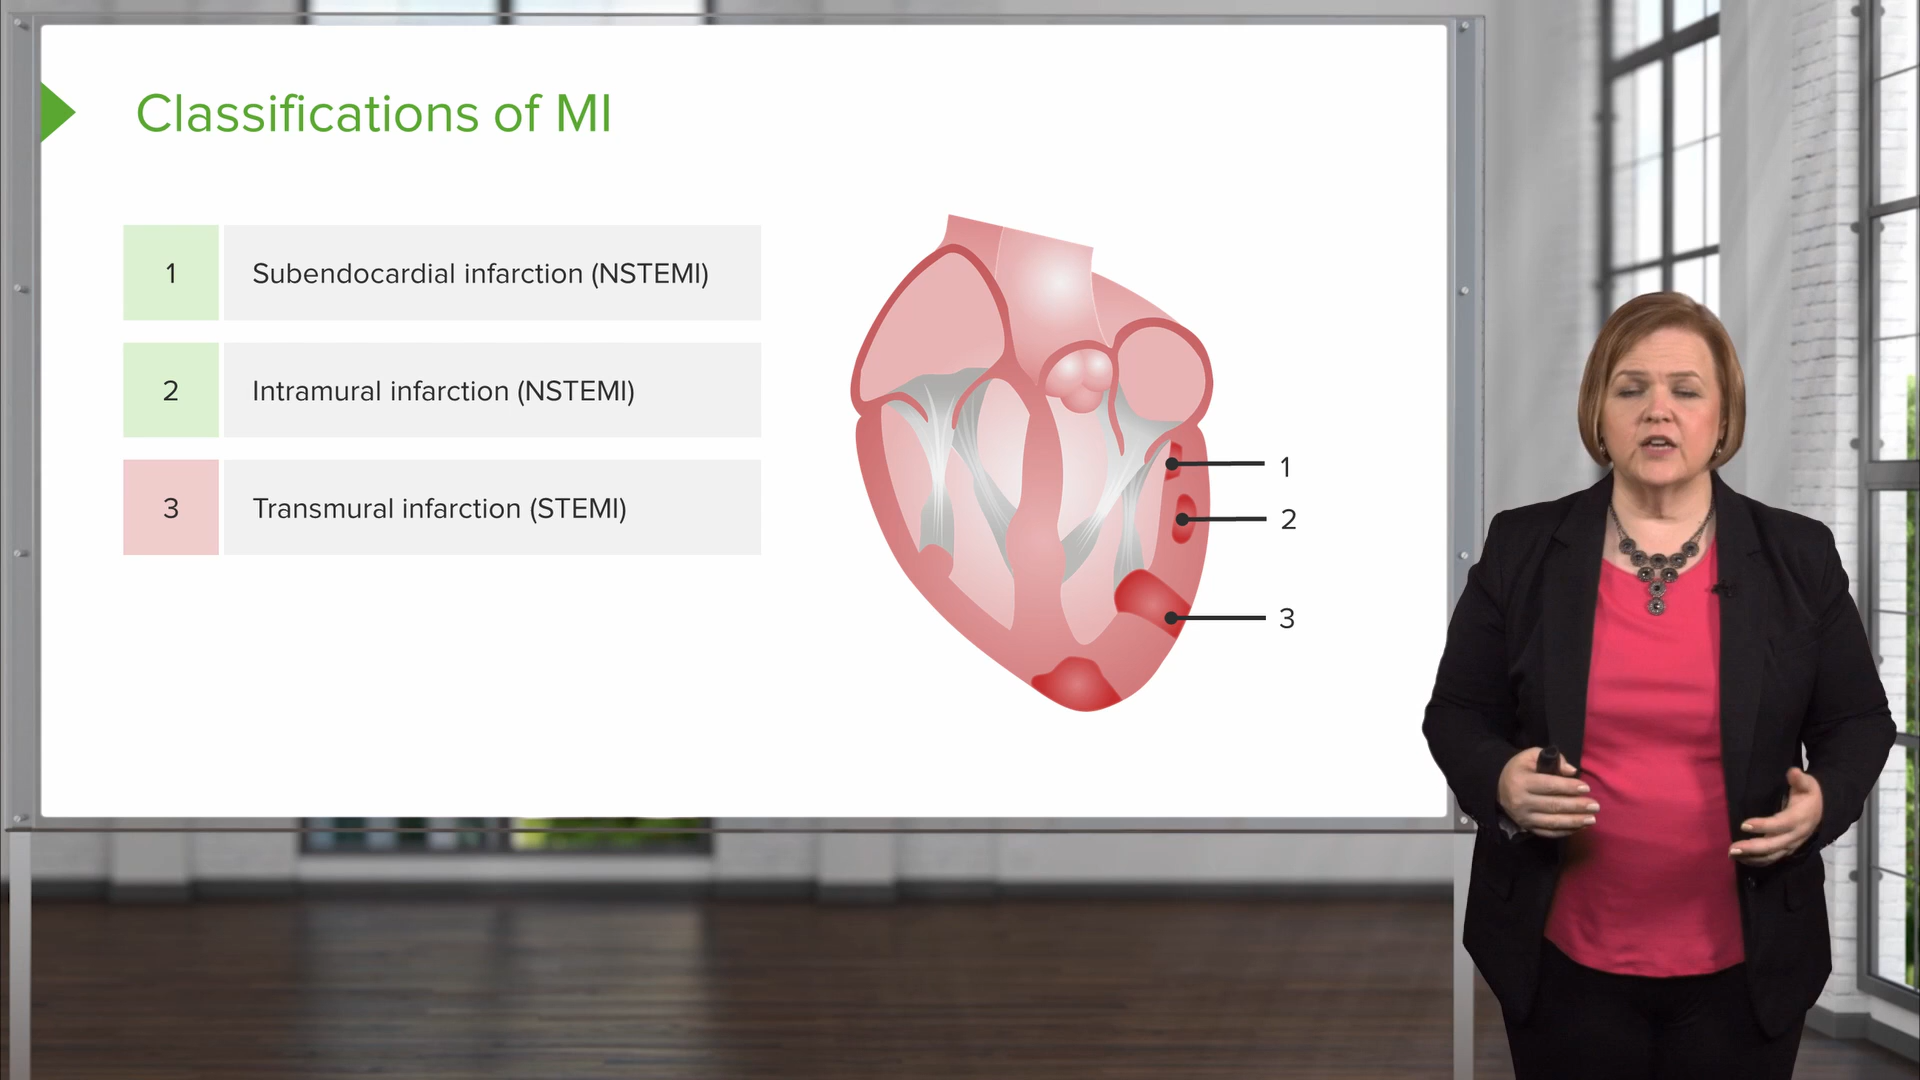 Classifications of MI
1 Subendocardial infarction (NSTEMI)
2 Intramural infarction (NSTEMI)
3 Transmural infarction (STEMI)
1
2
3